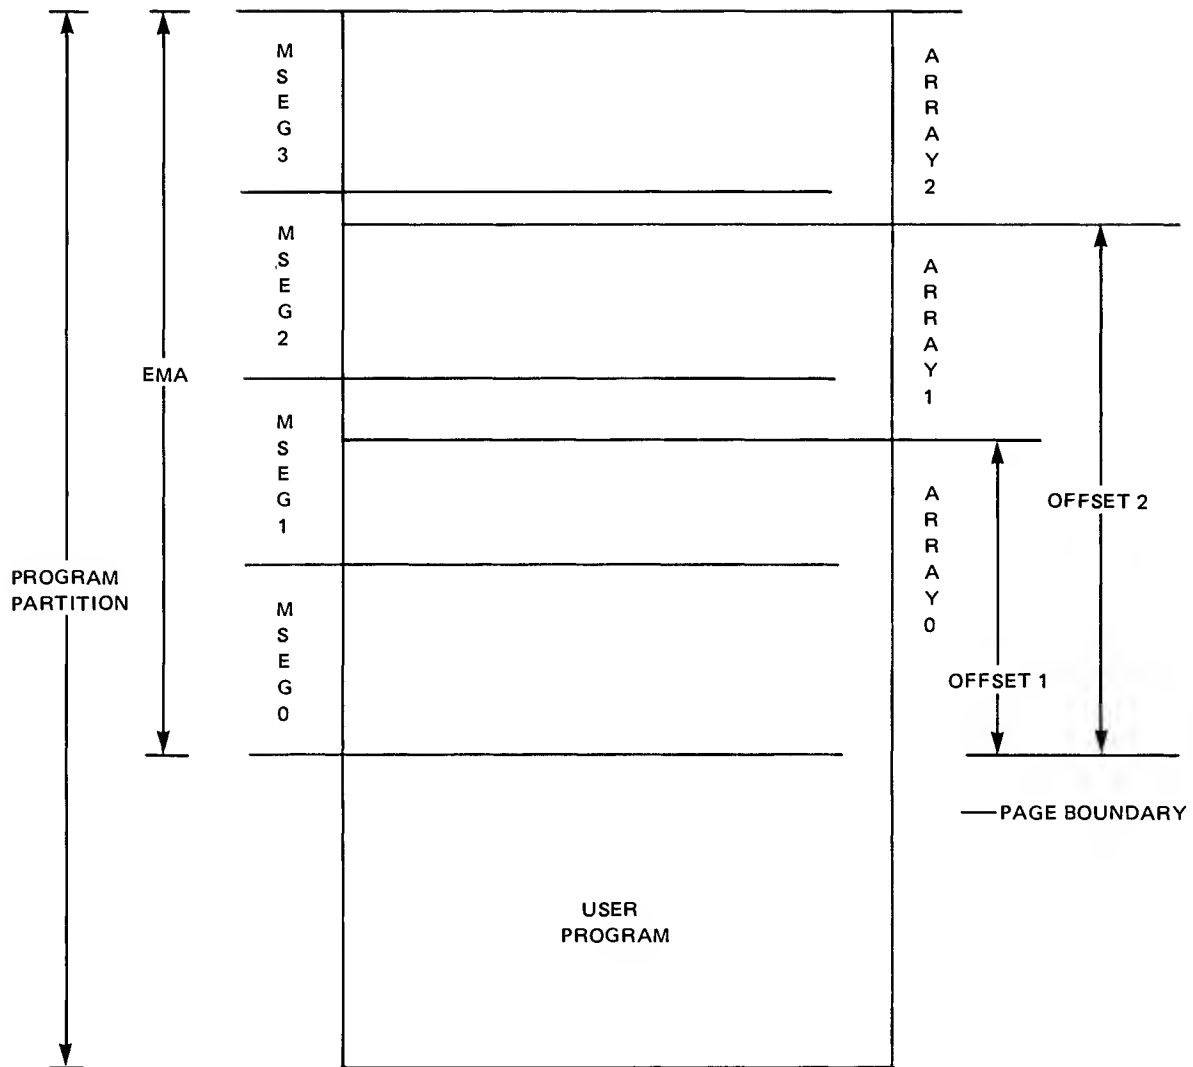 MSEG3
ARRAY2
MSEG2
ARRAY1
EMA
MSEG1
ARRAY0
OFFSET 2
PROGRAM
PARTITION
MSEG0
OFFSET 1
PAGE BOUNDARY
USER
PROGRAM